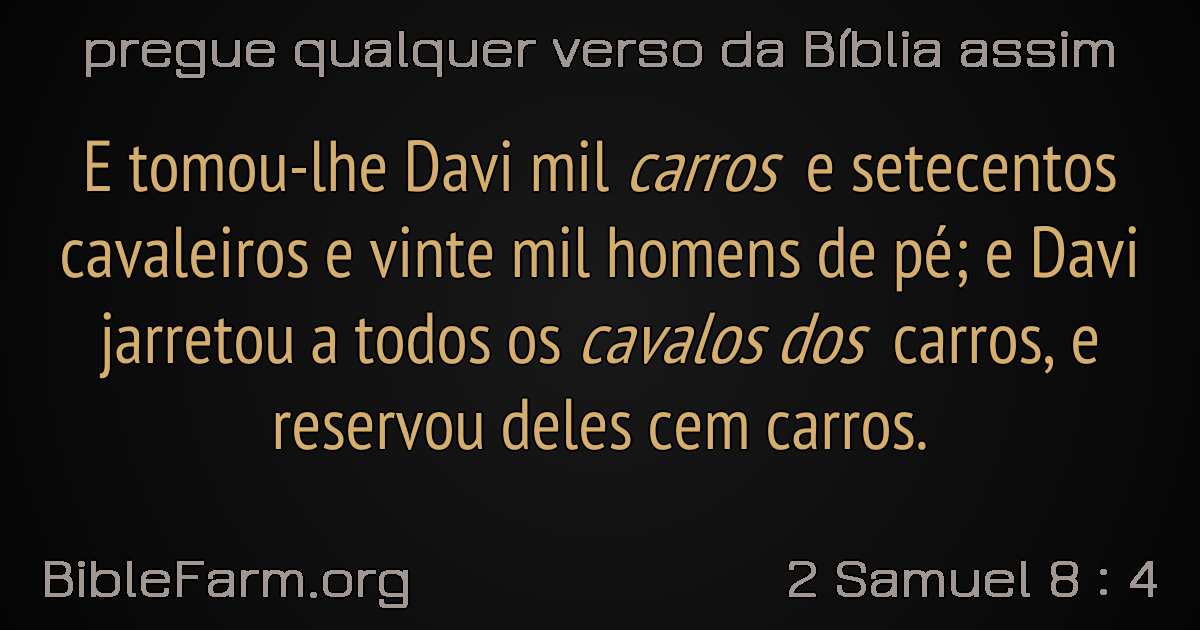 pregue qualquer verso da Bíblia assim
E tomou-lhe Davi mil carros e setecentos
cavaleiros e vinte mil homens de pé; e Davi
jarretou a todos os cavalos dos carros, e
reservou deles cem carros.
BibleFarm.org
2 Samuel 8 : 4